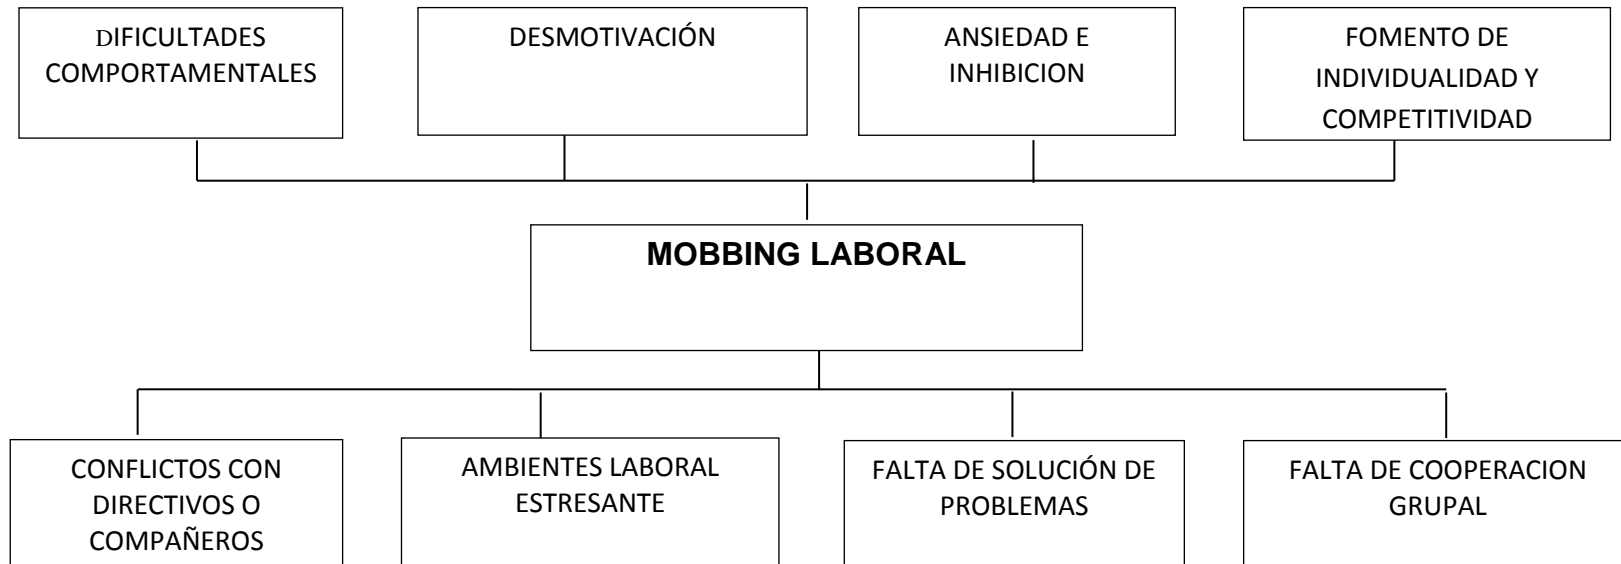 DIFICULTADES
COMPORTAMENTALES
DESMOTIVACIÓN
ANSIEDAD E
INHIBICION
FOMENTO DE
INDIVIDUALIDAD Y
COMPETITIVIDAD
MOBBING LABORAL
CONFLICTOS CON
DIRECTIVOS O
COMPAÑEROS
AMBIENTES LABORAL
ESTRESANTE
FALTA DE SOLUCIÓN DE
PROBLEMAS
FALTA DE COOPERACION
GRUPAL